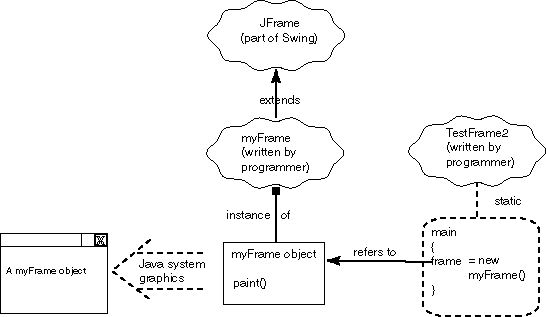 JFrame
(part of Swing)
extends
myFrame
(written by
programmer)
TestFrame2
(written by
programmer)
static
instance of
main
{
frame = new
myFrame()
}
refers to
myFrame object
paint()
Java system
graphics
X
A myFrame object